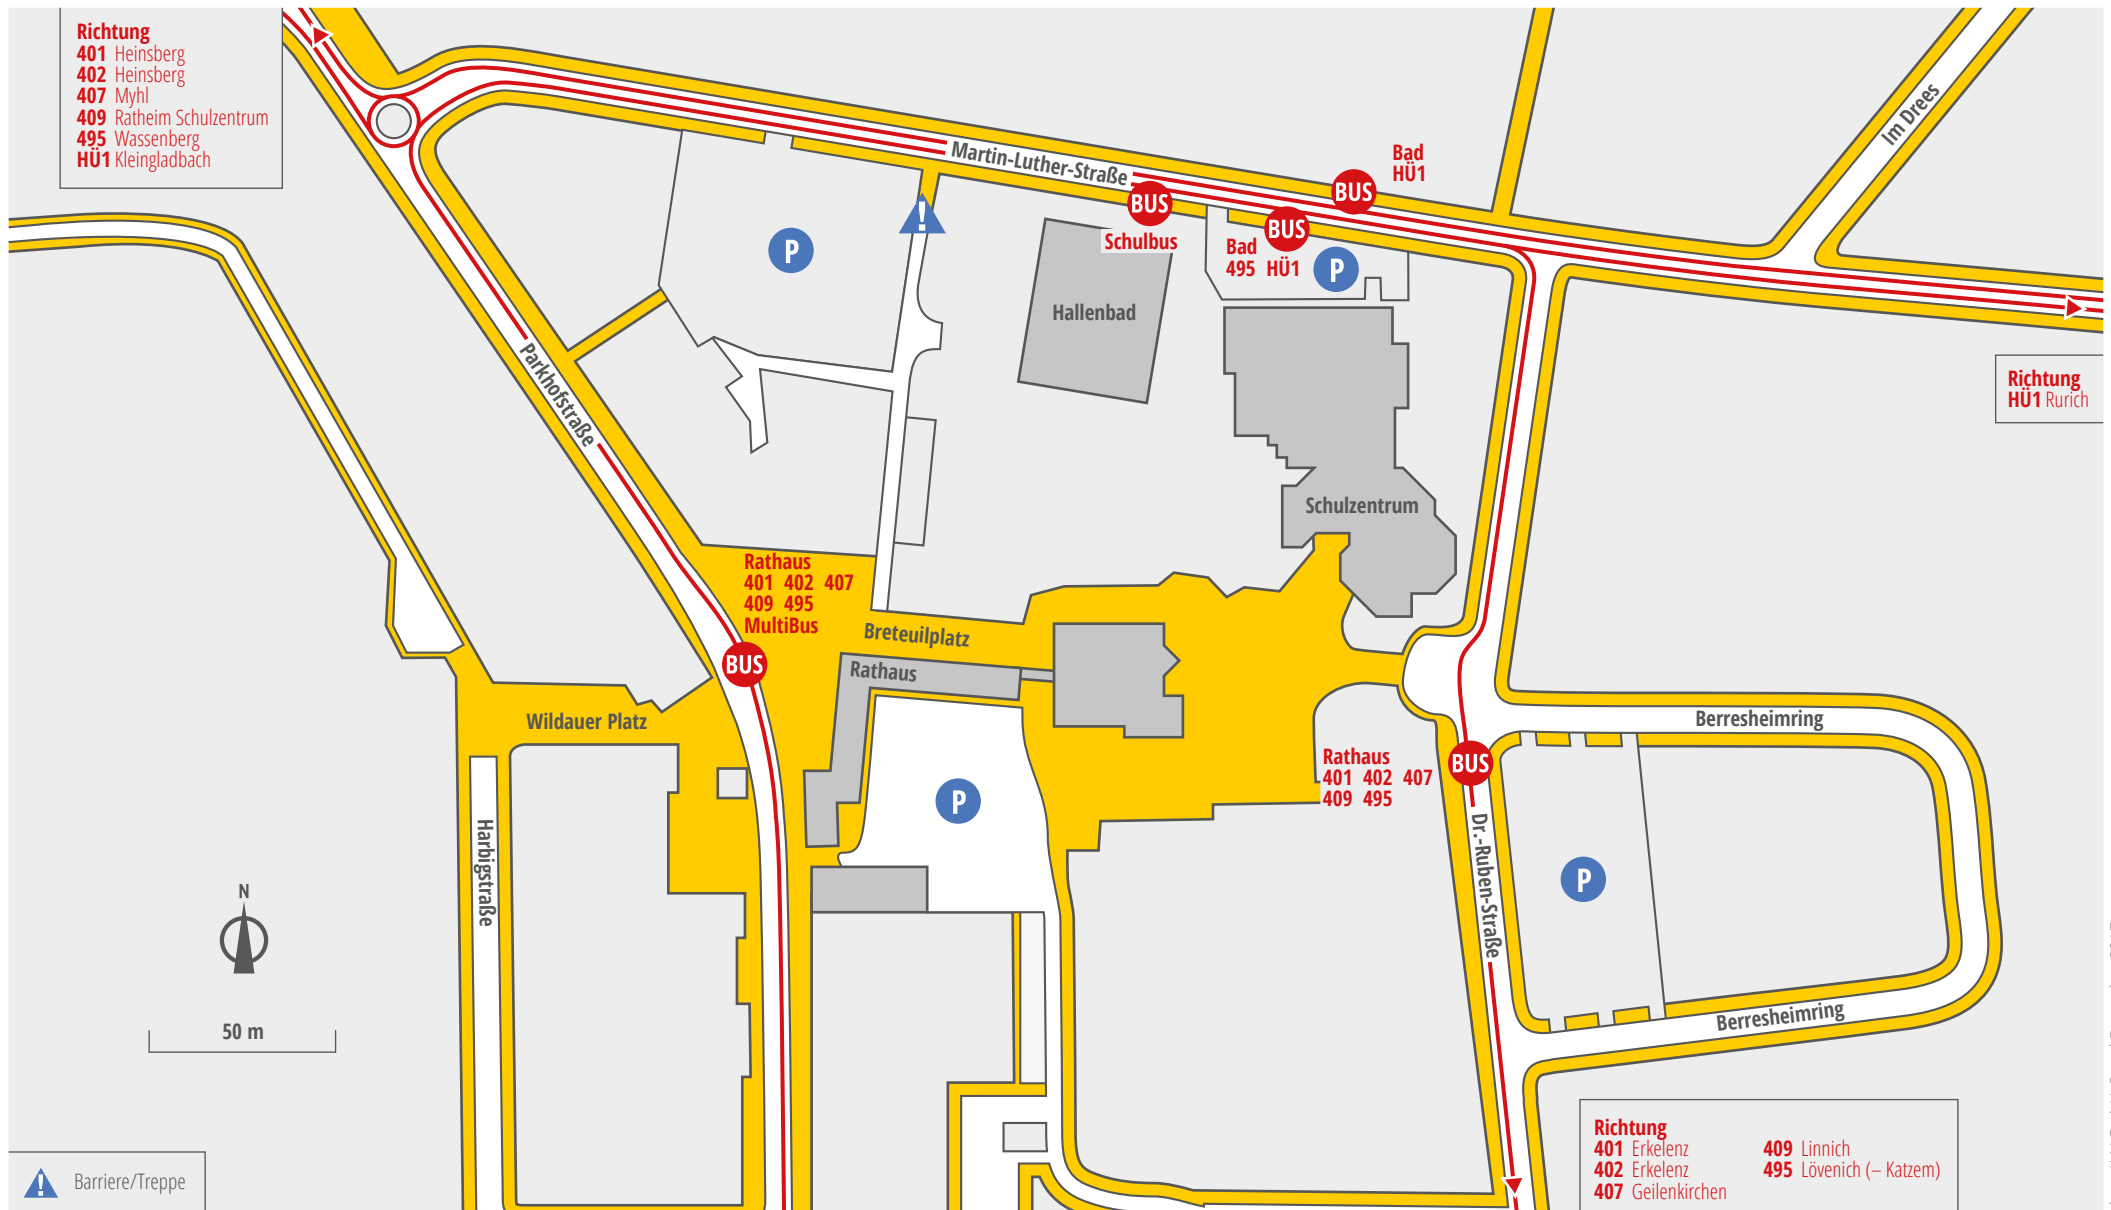 Richtung
401 Heinsberg
402 Heinsberg
407 Myhl
409 Ratheim Schulzentrum
495 Wassenberg
HÜ1 Kleingladbach
Martin-Luther-Straße
BUS
Schulbus
BUS
Bad
HÜ1
BUS
Bad
495 HÜ1
P
P
!
Im Drees
Hallenbad
Richtung
HÜ1 Rurich
Parkhofstraße
Schulzentrum
Rathaus
401 402 407
409 495
MultiBus
BUS
Breteuilplatz
Rathaus
Wildauer Platz
P
Rathaus
401 402 407
409 495
BUS
Berresheimring
Harbigstraße
Dr.-Ruben-Straße
P
N
50 m
Berresheimring
! Barriere/Treppe
Richtung
401 Erkelenz
402 Erkelenz
407 Geilenkirchen
409 Linnich
495 Lövenich (– Katzem)